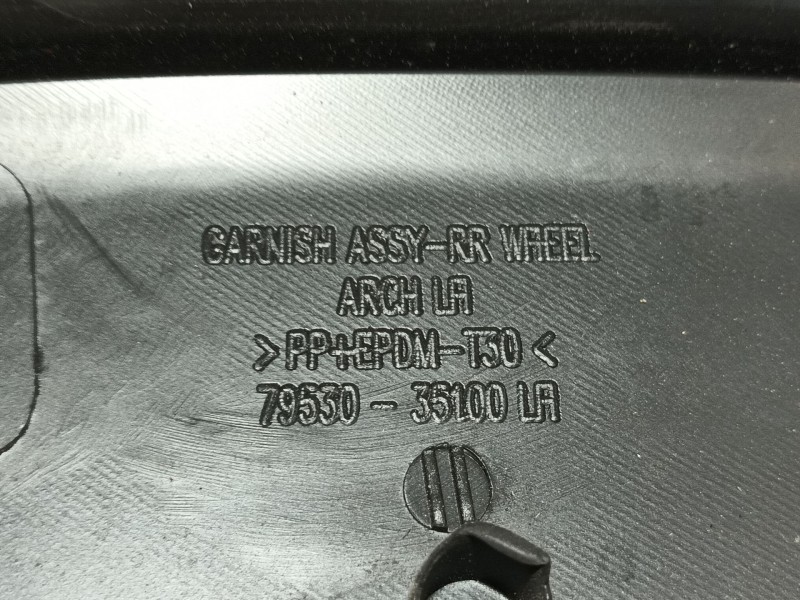 GARNISH ASSY-RR WHEEL
ARCH LH
>PP+EPDM-T30<
79530-35100 LH